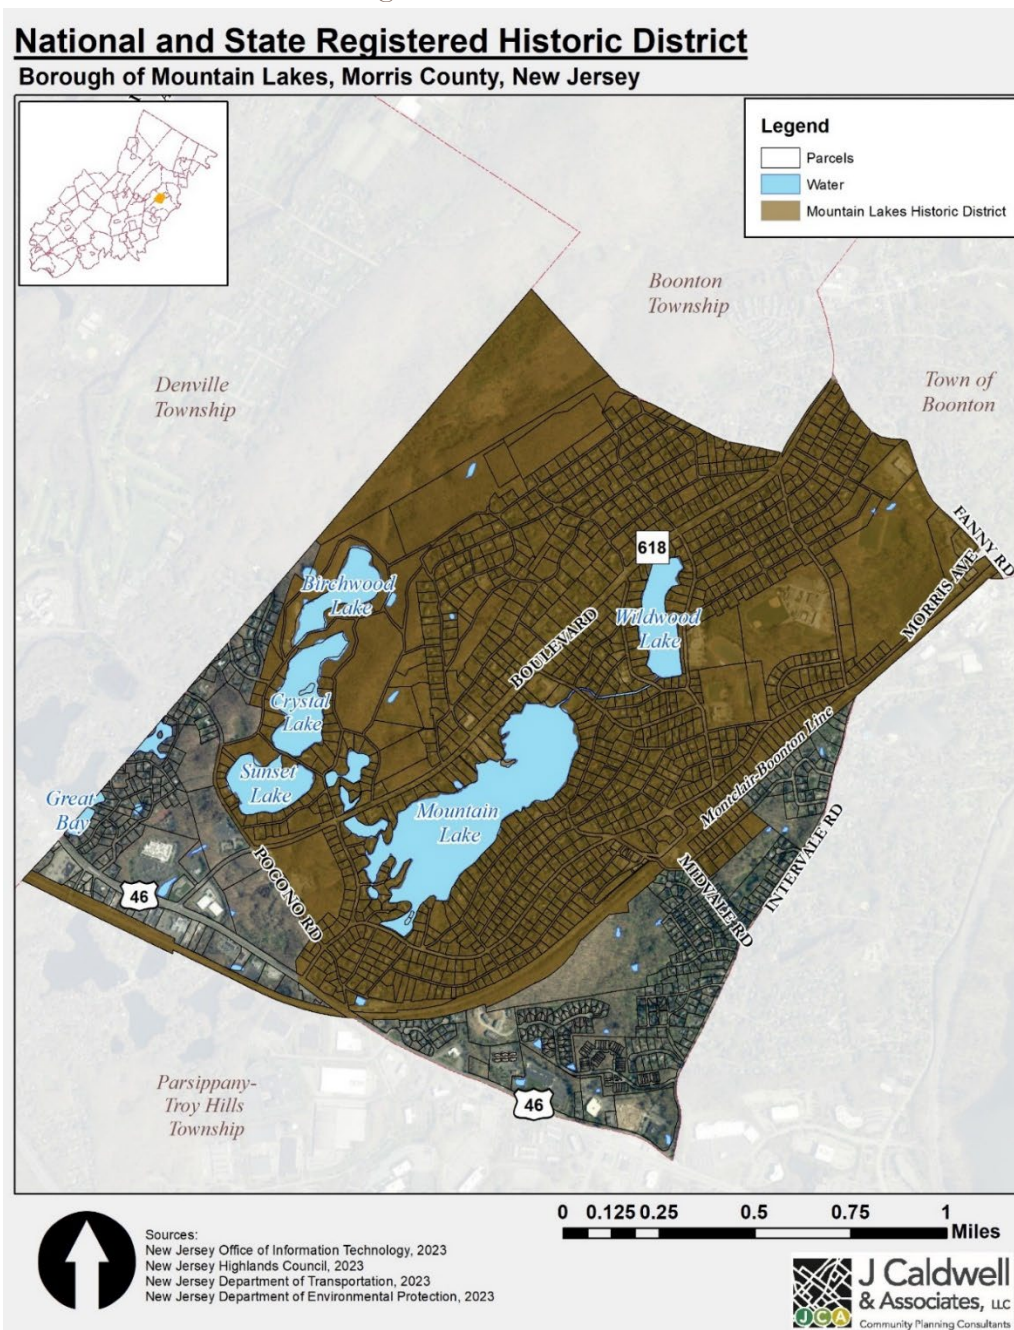 National and State Registered Historic District
Borough of Mountain Lakes, Morris County, New Jersey
Legend
Parcels
Water
Mountain Lakes Historic District
Boonton
Township
Denville
Township
Town of
Boonton
FANNY RD
618
MORRIS AVE
Birchwood
Lake
Wildwood
Lake
BOULEVARD
Crystal
Lake
Montclair-Boonton Line
Sunset
Lake
Great
Bay
Mountain
Lake
POCONO RD
MIDVALE RD
INTERVALE RD
46
Parsippany-
Troy Hills
Township
46
0 0.125 0.25 0.5 0.75 1
Miles
Sources:
New Jersey Office of Information Technology, 2023
New Jersey Highlands Council, 2023
New Jersey Department of Transportation, 2023
New Jersey Department of Environmental Protection, 2023
J Caldwell
& Associates, LLC
JCA
Community Planning Consultants